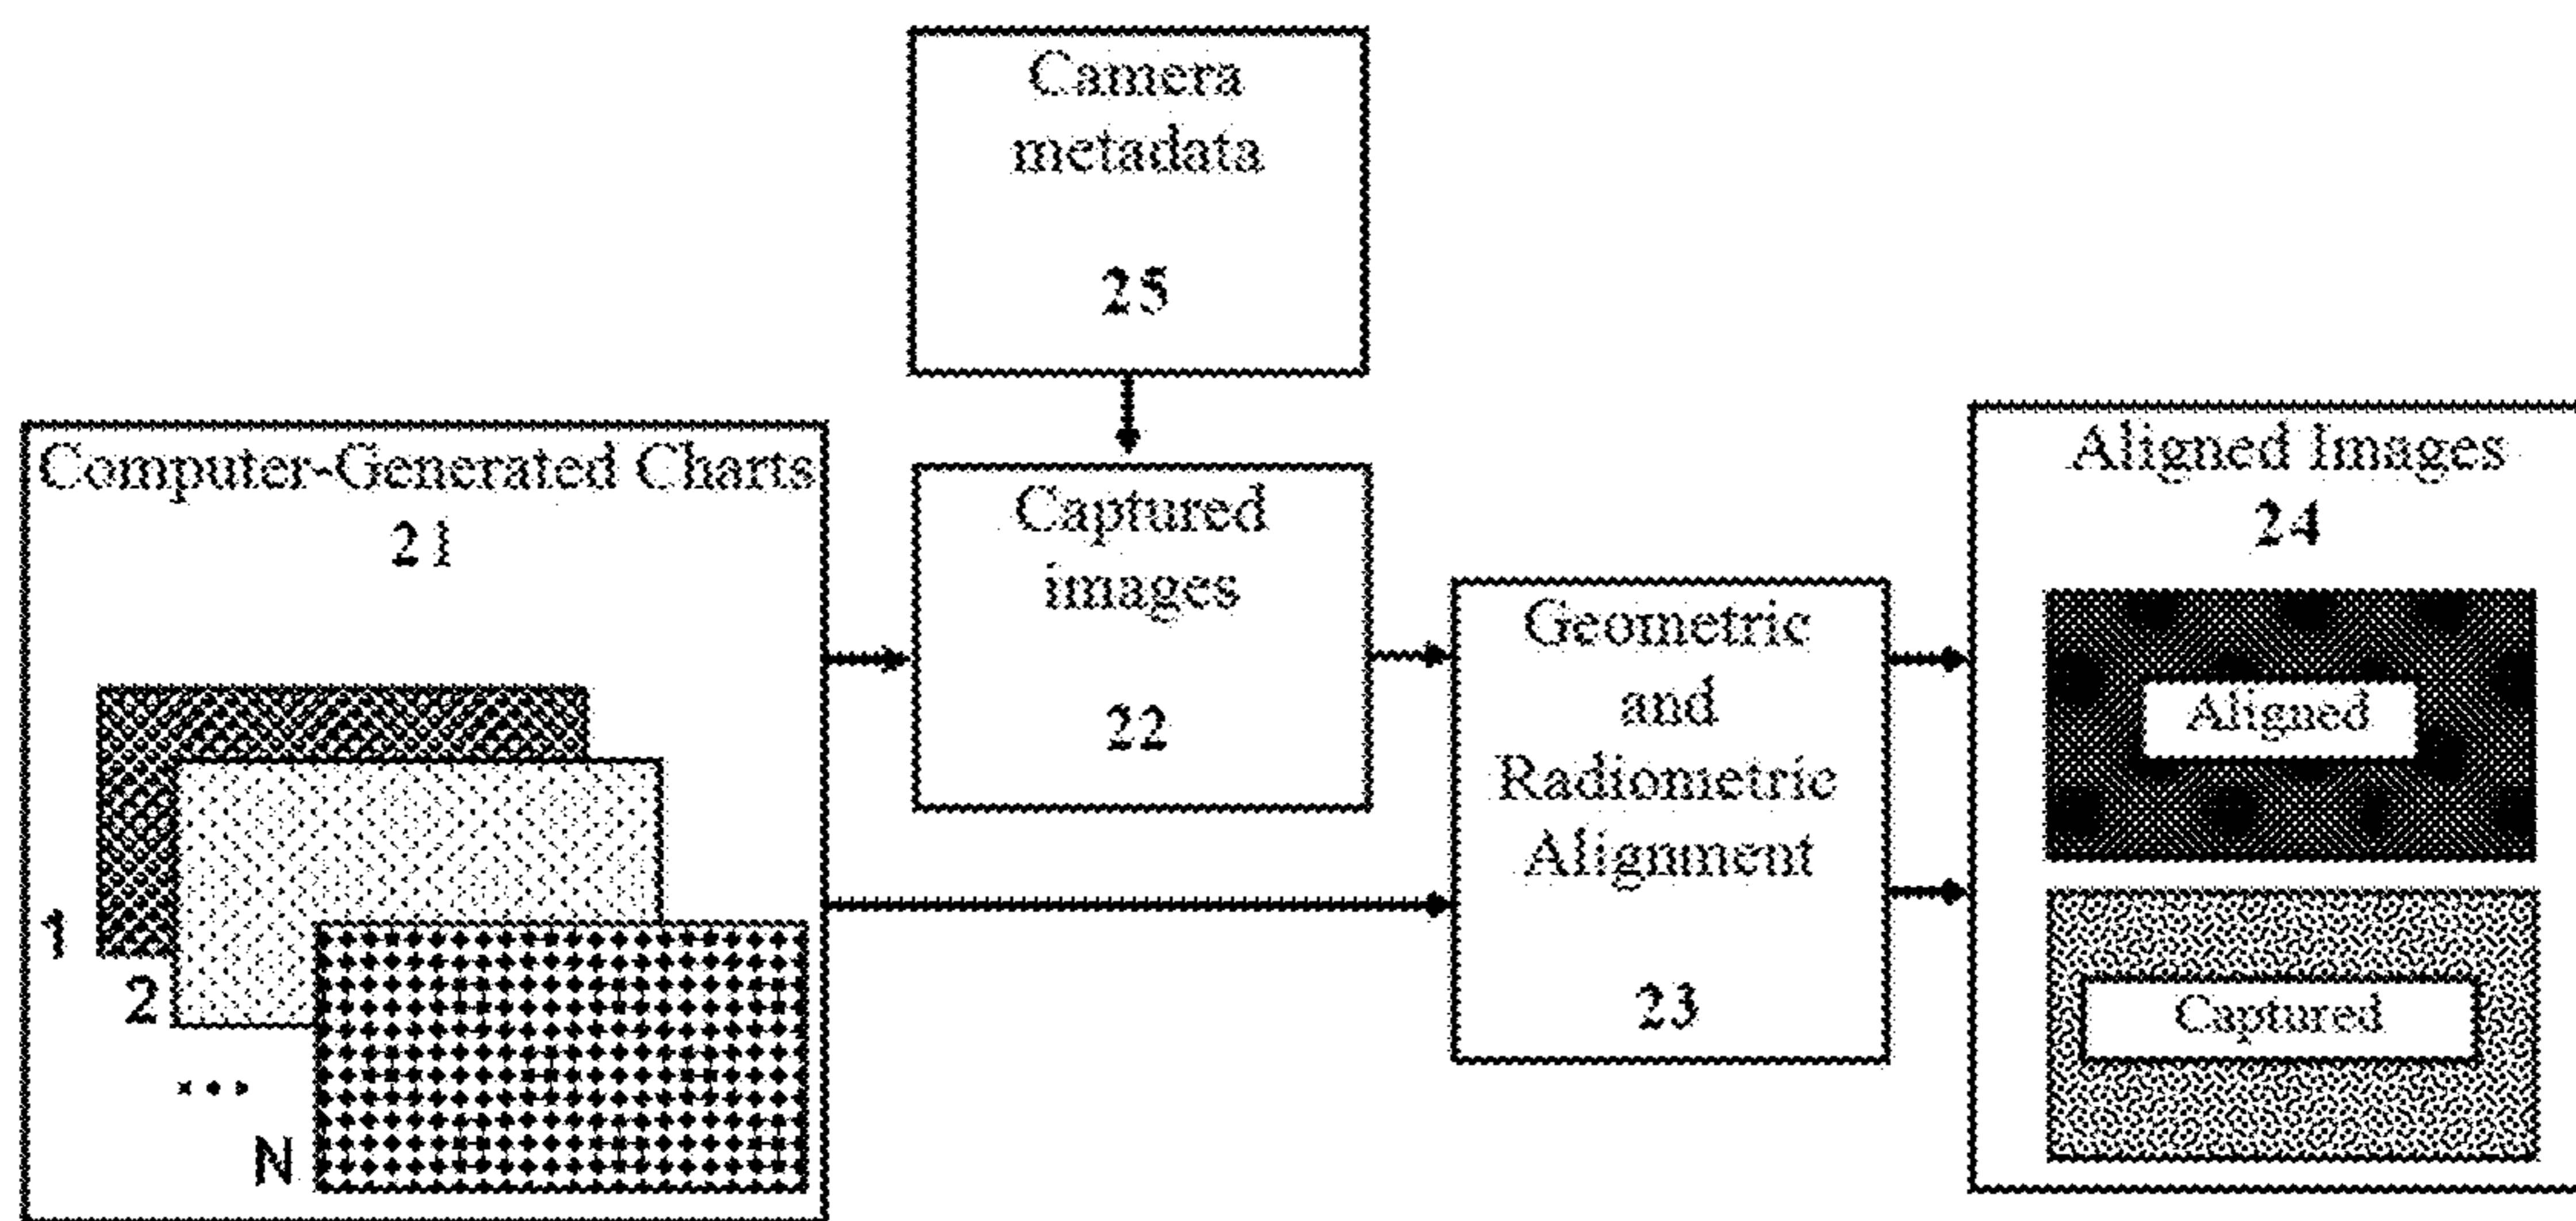 Camera
metadata
25
Computer-Generated Charts
21
1
2
...
N
Captured
images
22
Geometric
and
Radiometric
Alignment
23
Aligned Images
24
Aligned
Captured